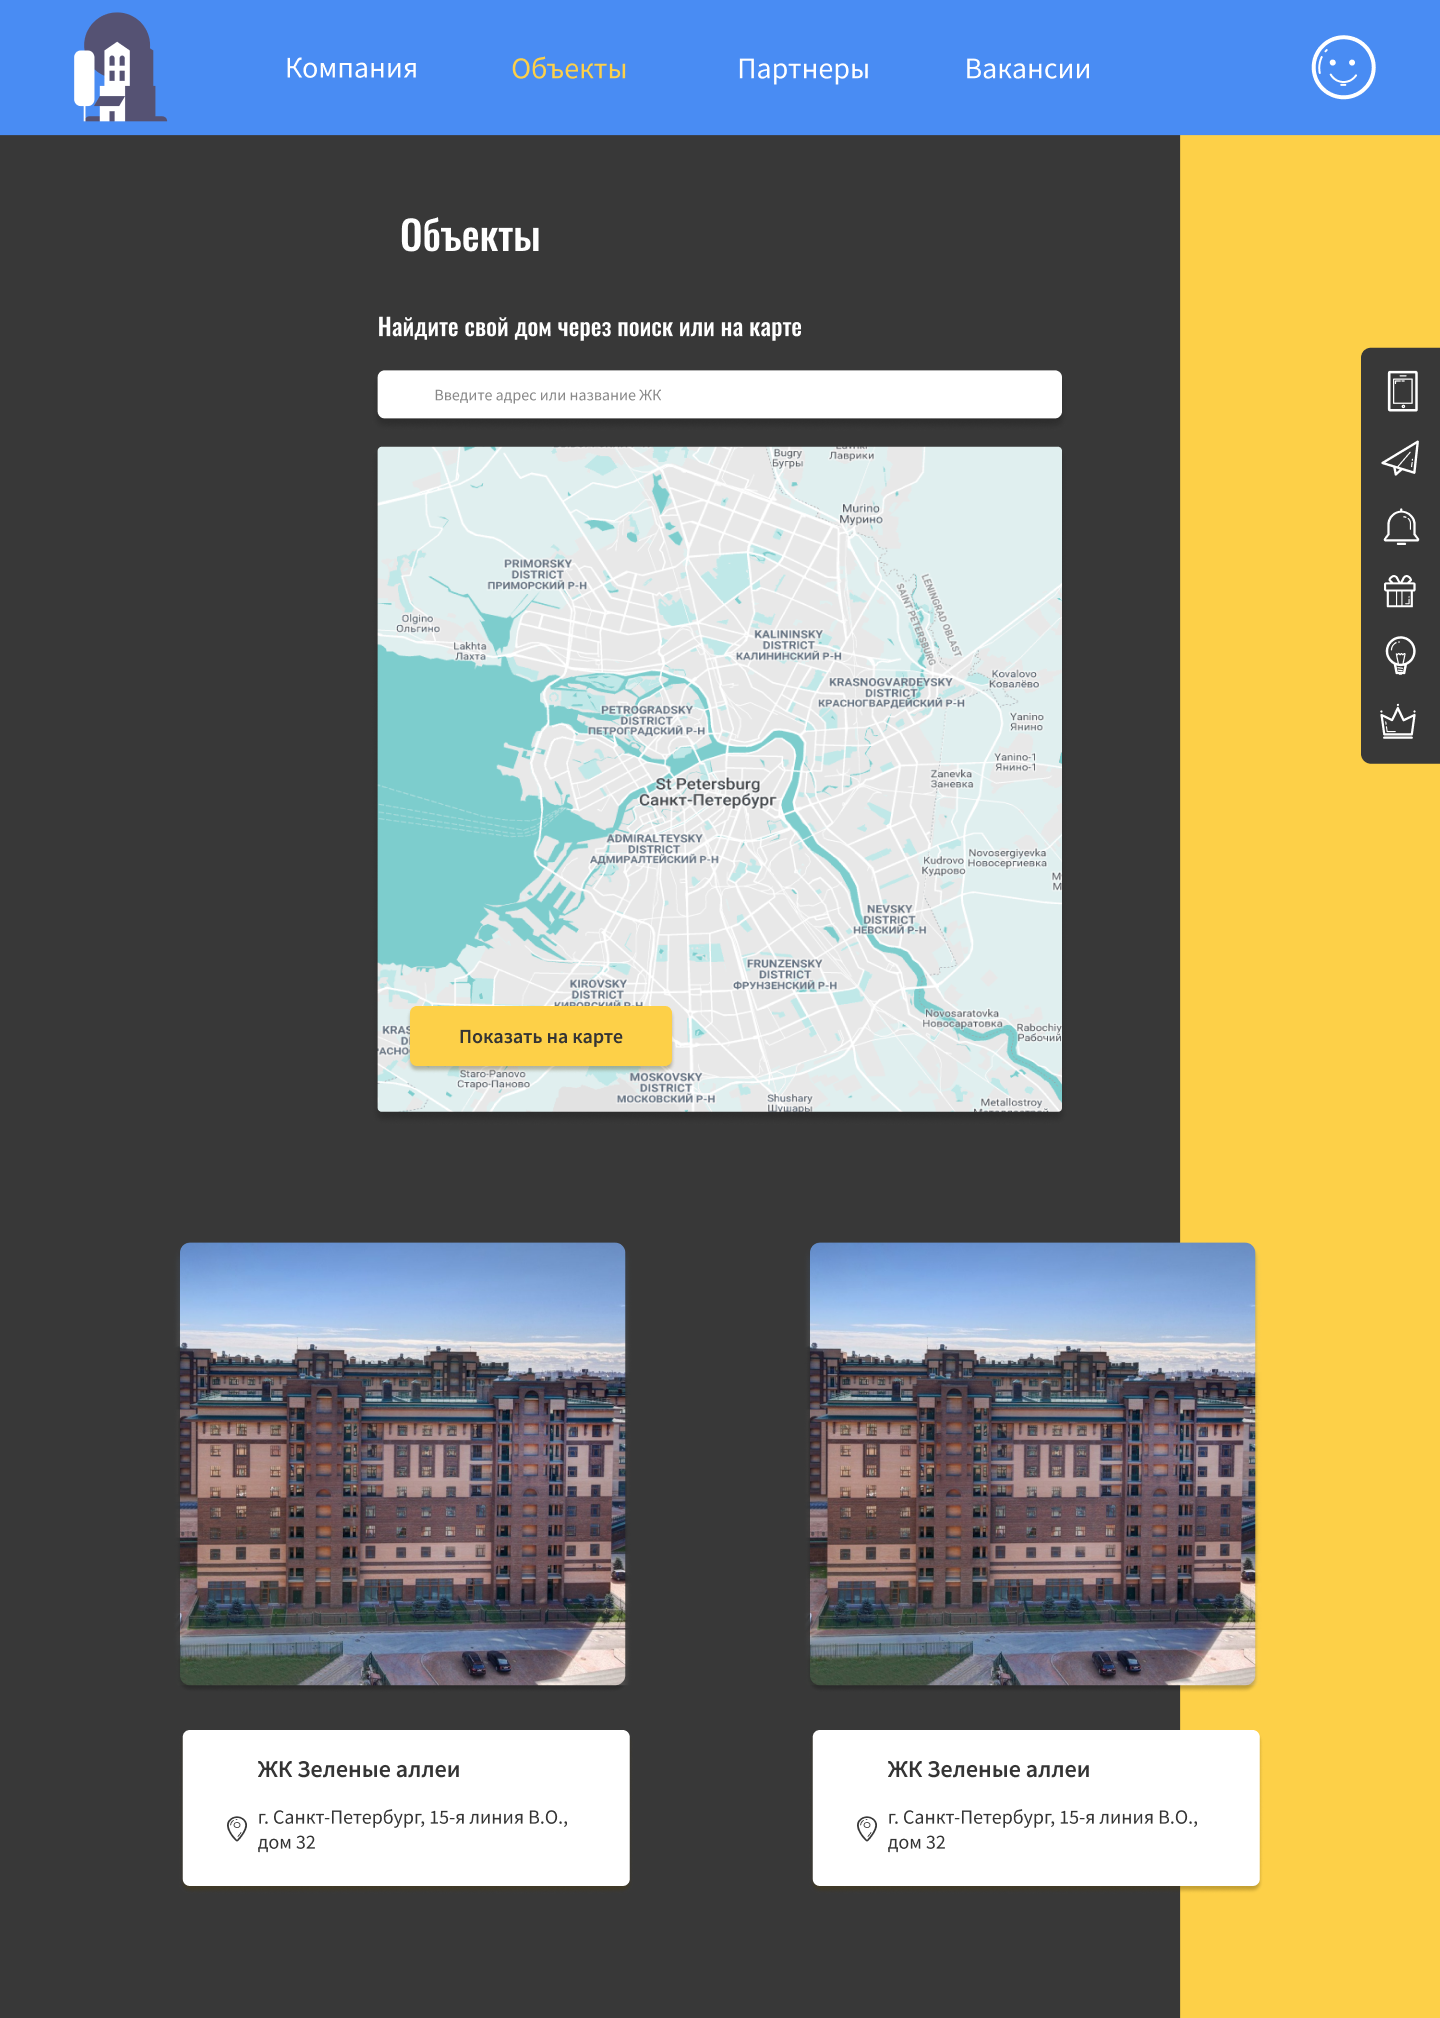 Компания
Объекты
Партнеры
Вакансии
Объекты
Найдите свой дом через поиск или на карте
Введите адрес или название ЖК
Bugry
Бугры
Лаврики
Murino
Мурино
PRIMORSKY
DISTRICT
ПРИМОРСКИЙ Р-Н
LENINGRAD OBLAST
SAINT PETERSBURG
Olgino
Ольгино
Lakhta
Лахта
KALININSKY
DISTRICT
КАЛИНИНСКИЙ Р-Н
Kovalovo
Ковалёво
KRASNOGVARDEYSKY
DISTRICT
КРАСНОГВАРДЕЙСКИЙ Р-Н
PETROGRADSKY
DISTRICT
ПЕТРОГРАДСКИЙ Р-Н
Yanino
Янино
Yanino-1
Янино-1
Zanevka
Заневка
St Petersburg
Санкт-Петербург
ADMIRALTEYSKY
DISTRICT
АДМИРАЛТЕЙСКИЙ Р-Н
Kudrovo
Кудрово
Novosergiyevka
Новосергиевка
NEVSKY
DISTRICT
НЕВСКИЙ Р-Н
FRUNZENSKY
DISTRICT
ФРУНЗЕНСКИЙ Р-Н
KIROVSKY
DISTRICT
КИРОВСКИЙ Р-Н
Novosaratovka
Новосаратовка
Rabochiy
Рабочий
KRAS
D
РАСНО
Показать на карте
Staro-Panovo
Старо-Паново
MOSKOVSKY
DISTRICT
МОСКОВСКИЙ Р-Н
Shushary
Шушары
Metallostroy
ЖК Зеленые аллеи
г. Санкт-Петербург, 15-я линия В.О.,
дом 32
ЖК Зеленые аллеи
г. Санкт-Петербург, 15-я линия В.О.,
дом 32